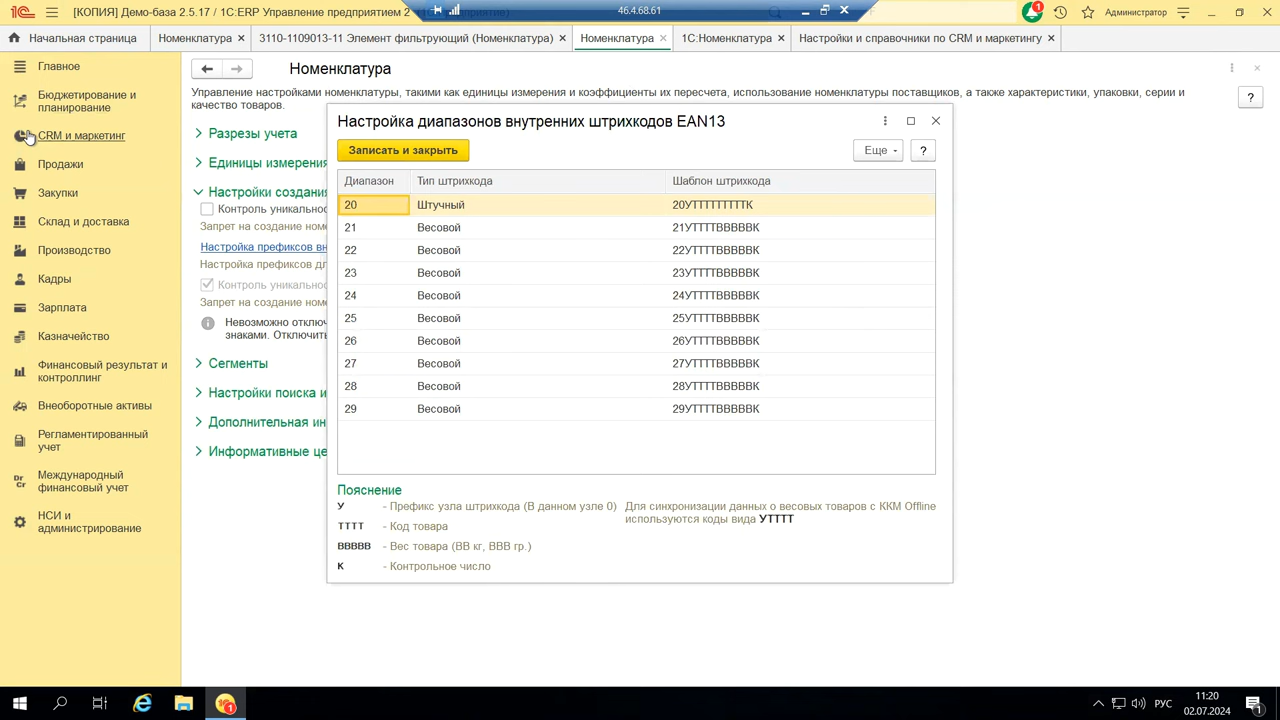 [КОПИЯ] Демо-база 2.5.17 / 1С:ERP Управление предприятием 2
46.4.68.61
1
Администратор
Начальная страница
Номенклатура
3110-1109013-11 Элемент фильтрующий (Номенклатура)
Номенклатура
1С:Номенклатура
Настройки и справочники по CRM и маркетингу
Главное
Бюджетирование и
планирование
CRM и маркетинг
Продажи
Закупки
Склад и доставка
Производство
Кадры
Зарплата
Казначейство
Финансовый результат и
контроллинг
Внеоборотные активы
Регламентированный
учет
Dr
Cr
Международный
финансовый учет
НСИ и
администрирование
Номенклатура
Управление настройками номенклатуры, такими как единицы измерения и коэффициенты их пересчета, использование номенклатуры поставщиков, а также характеристики, упаковки, серии и
качество товаров.
?
Разрезы учета
Единицы измерения
Настройки создания
Контроль уникальнос
Запрет на создание ном
Настройка префиксов вн
Настройка префиксов дл
Контроль уникальнос
Запрет на создание ном
Невозможно отключ
знаками. Отключить
Сегменты
Настройки поиска и
Дополнительная ин
Информативные це
Настройка диапазонов внутренних штрихкодов EAN13
Записать и закрыть
Еще
?
Диапазон Тип штрихкода Шаблон штрихкода
20 Штучный 20УТТТТТТТТТК
21 Весовой 21УТТТТВВВВВК
22 Весовой 22УТТТТВВВВВК
23 Весовой 23УТТТТВВВВВК
24 Весовой 24УТТТТВВВВВК
25 Весовой 25УТТТТВВВВВК
26 Весовой 26УТТТТВВВВВК
27 Весовой 27УТТТТВВВВВК
28 Весовой 28УТТТТВВВВВК
29 Весовой 29УТТТТВВВВВК
Пояснение
У - Префикс узла штрихкода (В данном узле 0)
ТТТТ - Код товара
ВВВВВ - Вес товара (ВВ кг, ВВВ гр.)
К - Контрольное число
Для синхронизации данных о весовых товаров с ККМ Offline
используются коды вида УТТТТ
1
РУС
11:20
02.07.2024
1